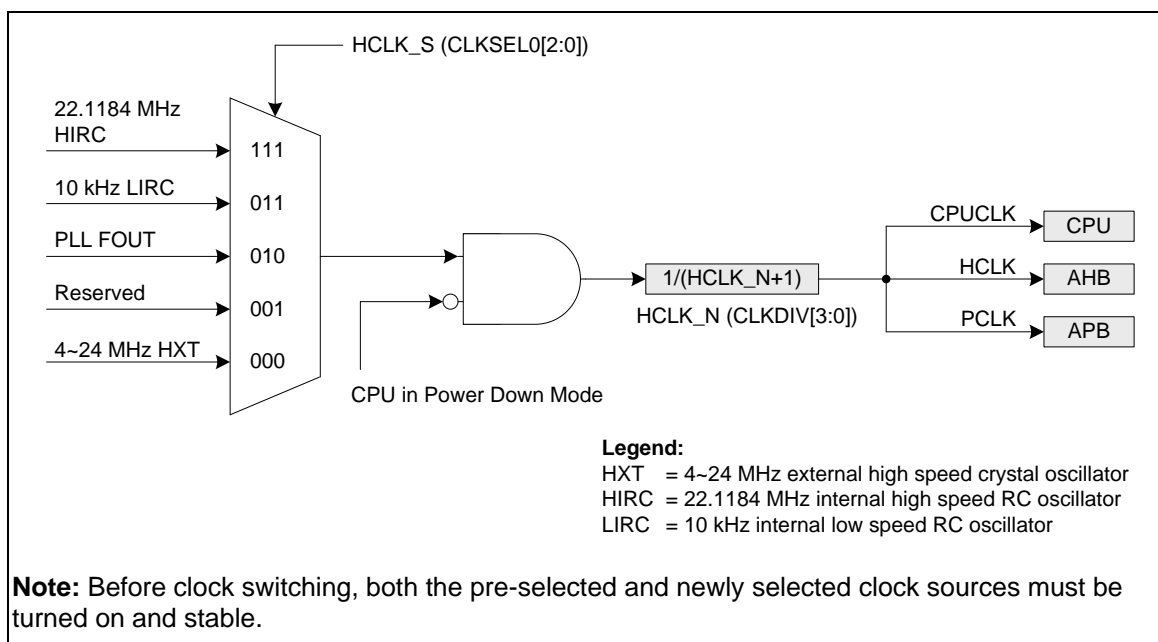 HCLK_S (CLKSEL0[2:0])
22.1184 MHz
HIRC
111
10 kHz LIRC
011
PLL FOUT
010
Reserved
001
4~24 MHz HXT
000
CPU in Power Down Mode
1/(HCLK_N+1)
HCLK_N (CLKDIV[3:0])
CPUCLK
CPU
HCLK
AHB
PCLK
APB
Legend:
HXT = 4~24 MHz external high speed crystal oscillator
HIRC = 22.1184 MHz internal high speed RC oscillator
LIRC = 10 kHz internal low speed RC oscillator
Note: Before clock switching, both the pre-selected and newly selected clock sources must be
turned on and stable.